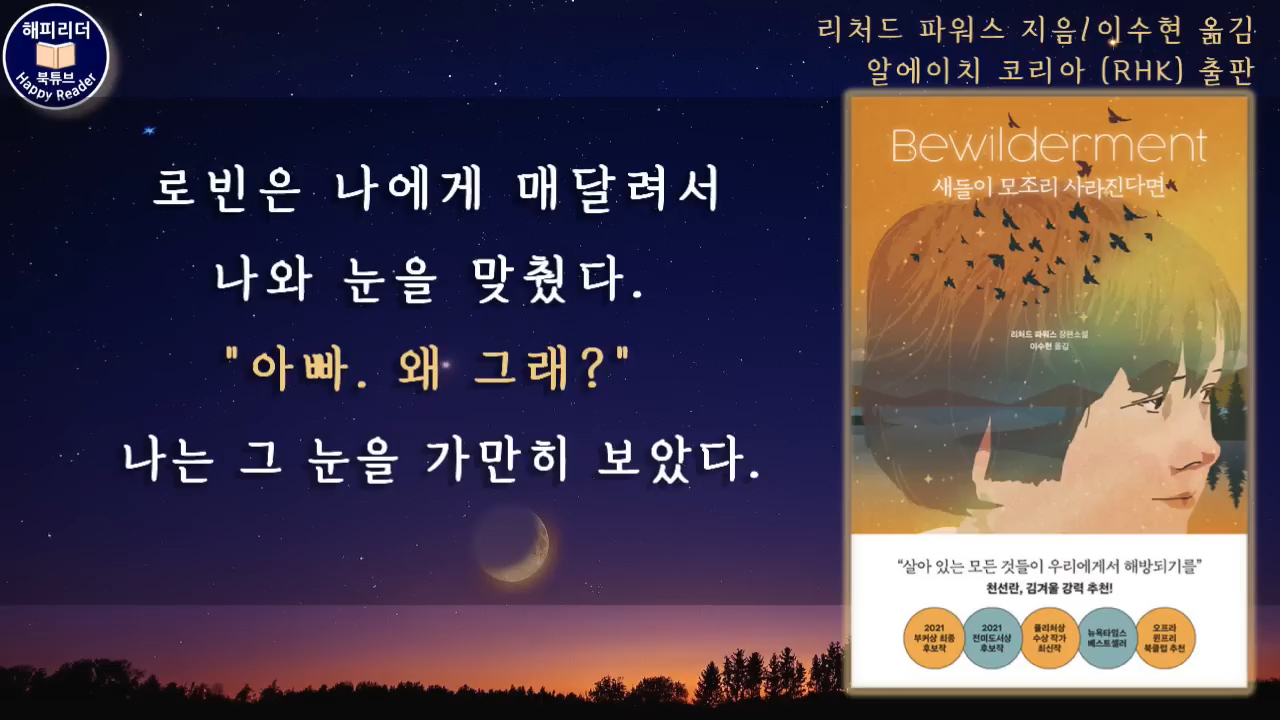 해피리더
북튜브
Happy Reader
리처드 파워스 지음/이수현 옮김
알에이치 코리아 (RHK) 출판
로빈은 나에게 매달려서
나와 눈을 맞췄다.
"아빠. 왜 그래?"
나는 그 눈을 가만히 보았다.
Bewilderment
새들이 모조리 사라진다면
리처드 파워스 장편소설
이수현 옮김
“살아 있는 모든 것들이 우리에게서 해방되기를”
천선란, 김겨울 강력 추천!
2021
부커상 최종
후보작
2021
전미도서상
후보작
퓰리처상
수상 작가
최신작
뉴욕타임스
베스트셀러
오프라
윈프리
북클럽 추천